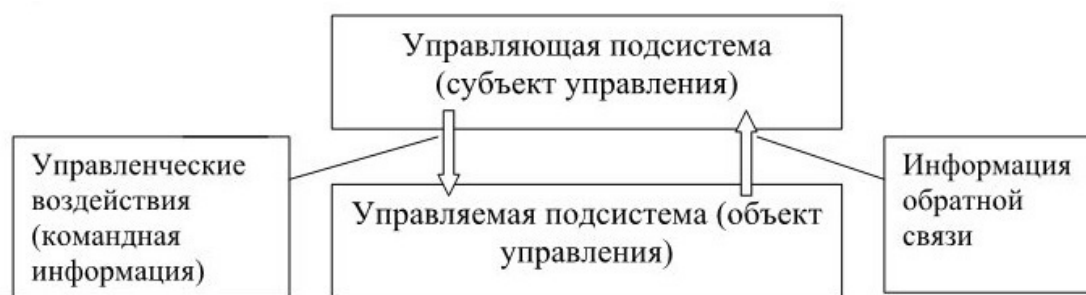 Управляющая подсистема
(субъект управления)
Управленческие
воздействия
(командная
информация)
Информация
обратной
связи
Управляемая подсистема (объект
управления)